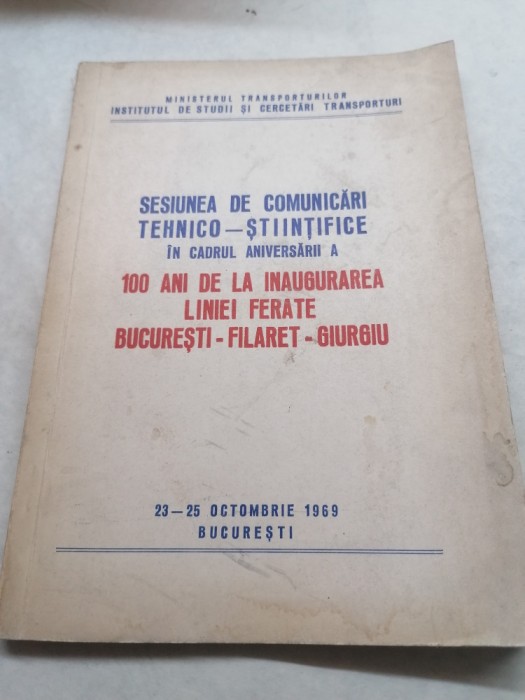 MINISTERUL TRANSPORTURILOR
INSTITUTUL DE STUDII ȘI CERCETĂRI TRANSPORTURI
SESIUNEA DE COMUNICĂRI
TEHNICO—ȘTIINȚIFICE
ÎN CADRUL ANIVERSĂRII A
100 ANI DE LA INAUGURAREA
LINIEI FERATE
BUCUREȘTI - FILARET - GIURGIU
23—25 OCTOMBRIE 1969
BUCUREȘTI